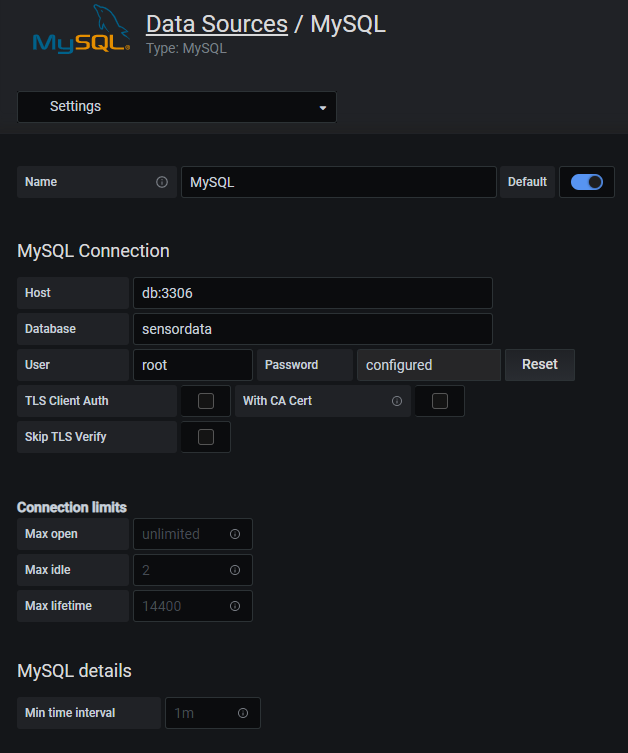 MySQL® Data Sources / MySQL
Type: MySQL
Settings
Name MySQL Default
MySQL Connection
Host db:3306
Database sensordata
User root Password configured Reset
TLS Client Auth With CA Cert
Skip TLS Verify
Connection limits
Max open unlimited
Max idle 2
Max lifetime 14400
MySQL details
Min time interval 1m